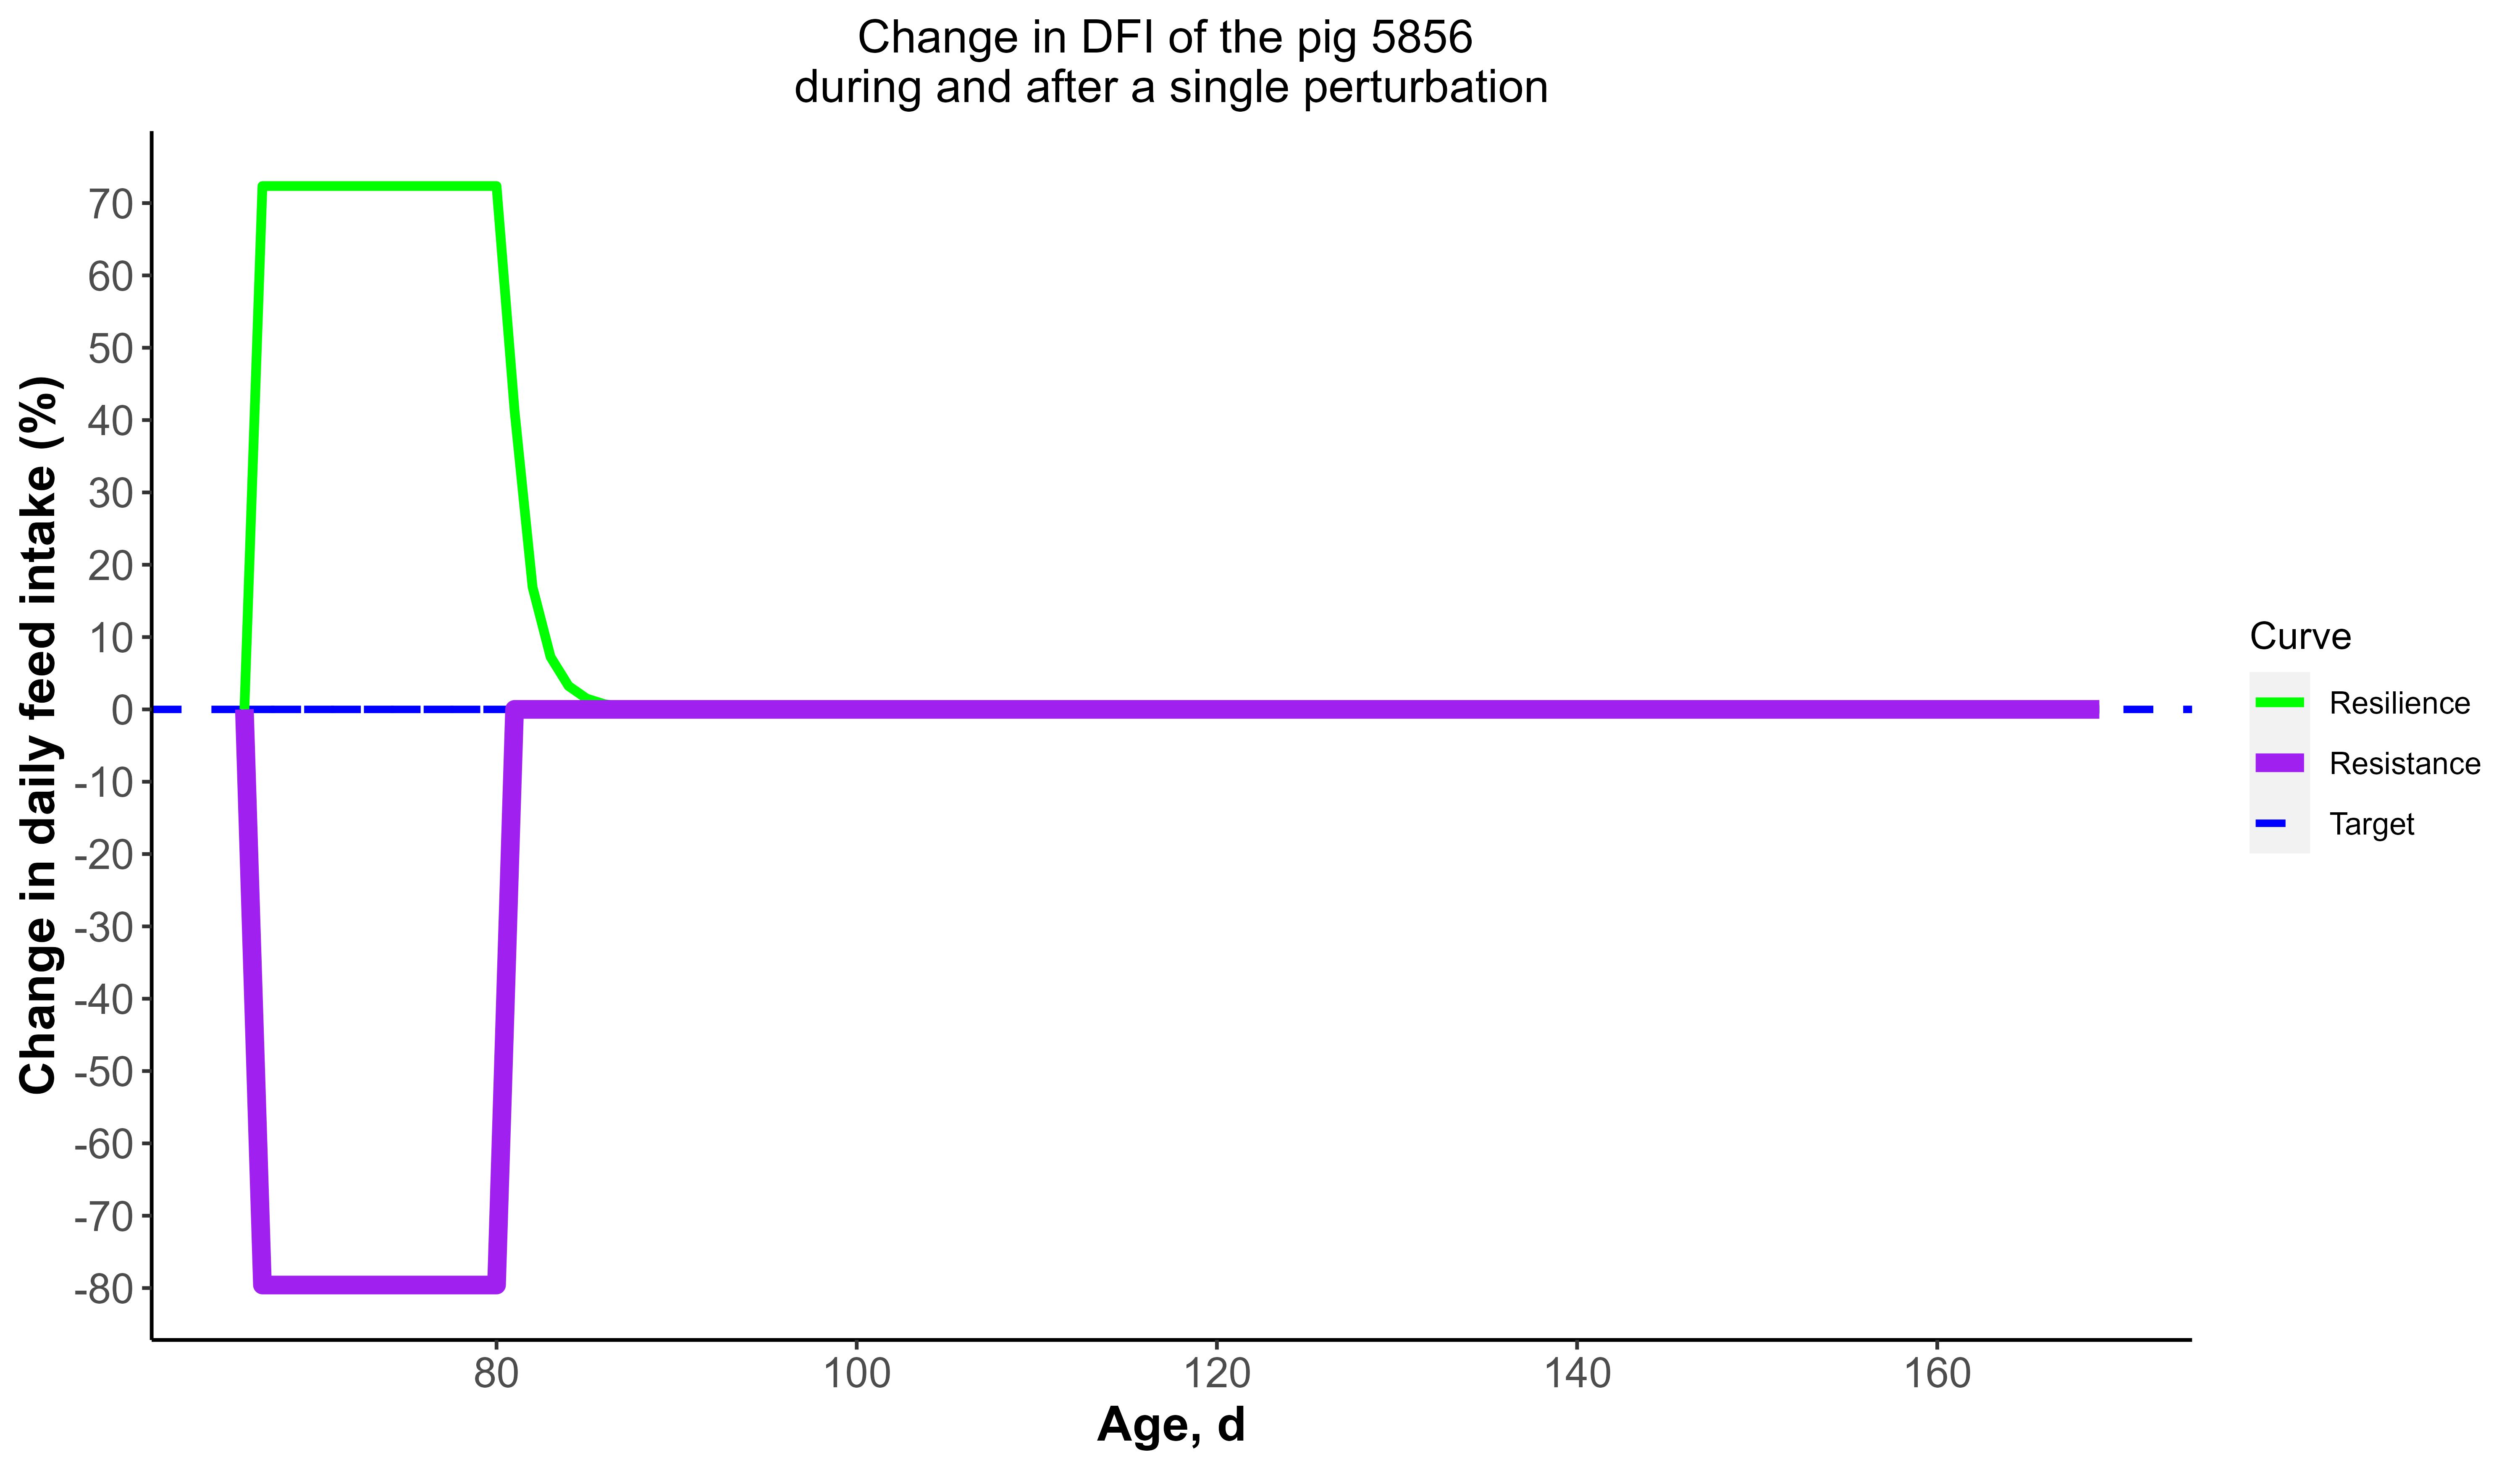 Change in DFI of the pig 5856
during and after a single perturbation
Change in daily feed intake (%)
70
60
50
40
30
20
10
0
-10
-20
-30
-40
-50
-60
-70
-80
80
100
120
140
160
Age, d
Curve
Resilience
Resistance
Target